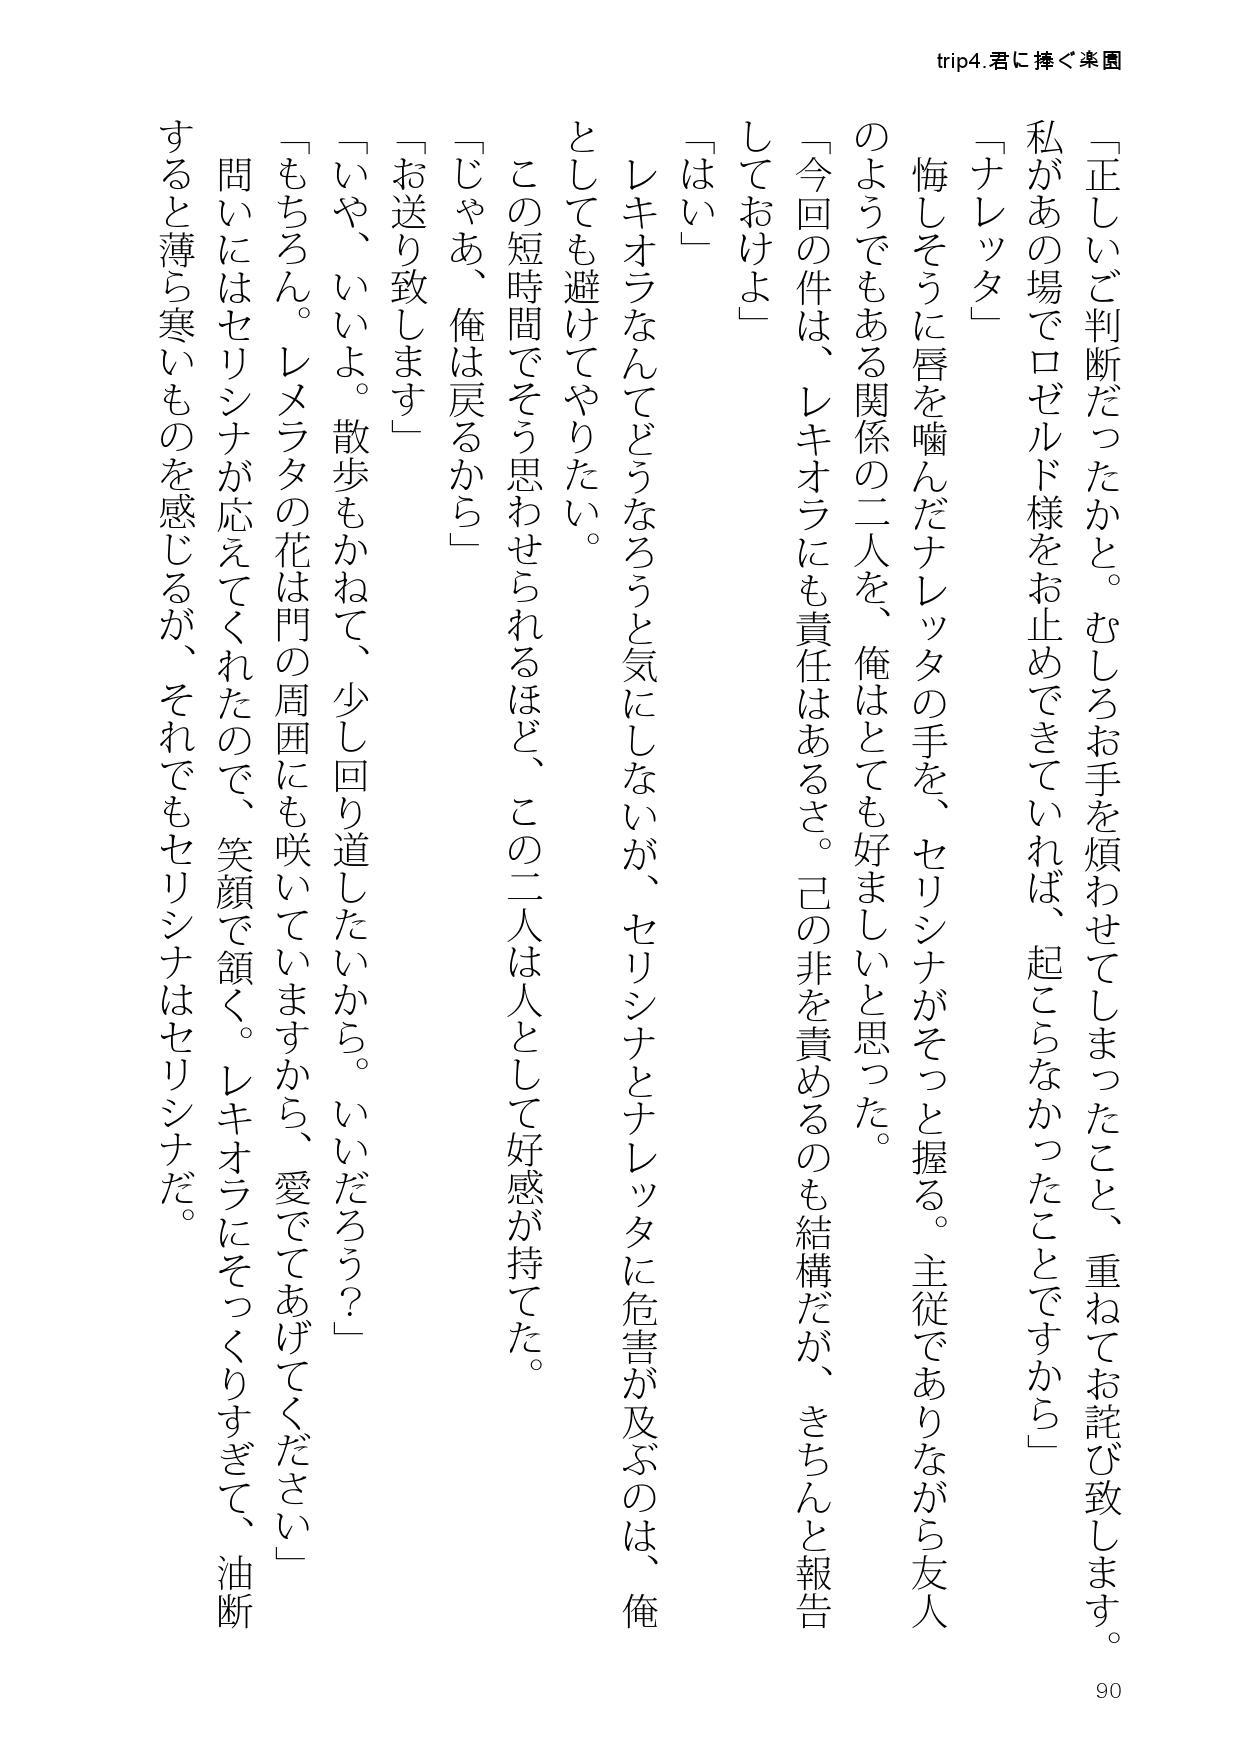 trip4.君に捧ぐ楽園
「正しいご判断だったかと。むしろお手を煩わせてしまったこと、重ねてお詫び致します。
私があの場でロゼルド様をお止めできていれば、起こらなかったことですから」
「ナレッタ」
　悔しそうに唇を噛んだナレッタの手を、セリシナがそっと握る。主従でありながら友人
のようでもある関係の二人を、俺はとても好ましいと思った。
「今回の件は、レキオラにも責任はあるさ。己の非を責めるのも結構だが、きちんと報告
しておけよ」
「はい」
　レキオラなんてどうなろうと気にしないが、セリシナとナレッタに危害が及ぶのは、俺
としても避けてやりたい。
　この短時間でそう思わせられるほど、この二人は人として好感が持てた。
「じゃあ、俺は戻るから」
「お送り致します」
「いや、いいよ。散歩もかねて、少し回り道したいから。いいだろう？」
「もちろん。レメラタの花は門の周囲にも咲いていますから、愛でてあげてください」
　問いにはセリシナが応えてくれたので、笑顔で頷く。レキオラにそっくりすぎて、油断
すると薄ら寒いものを感じるが、それでもセリシナはセリシナだ。
90